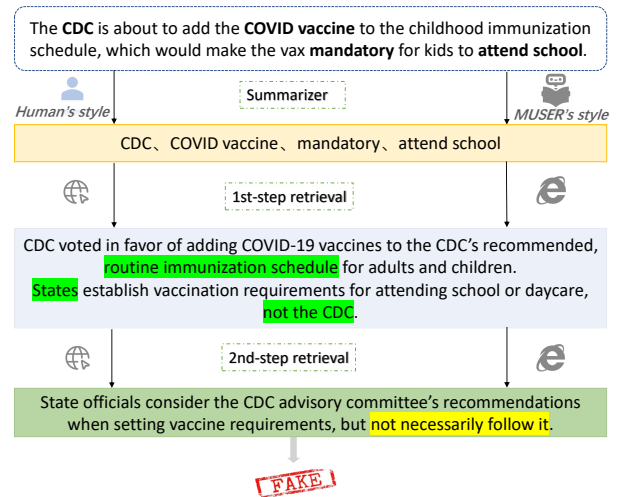 The CDC is about to add the COVID vaccine to the childhood immunization
schedule, which would make the vax mandatory for kids to attend school.
Human's style
Summarizer
MUSER's style
CDC、COVID vaccine、mandatory、attend school
1st-step retrieval
CDC voted in favor of adding COVID-19 vaccines to the CDC's recommended,
routine immunization schedule for adults and children.
States establish vaccination requirements for attending school or daycare,
not the CDC.
2nd-step retrieval
State officials consider the CDC advisory committee's recommendations
when setting vaccine requirements, but not necessarily follow it.
FAKE